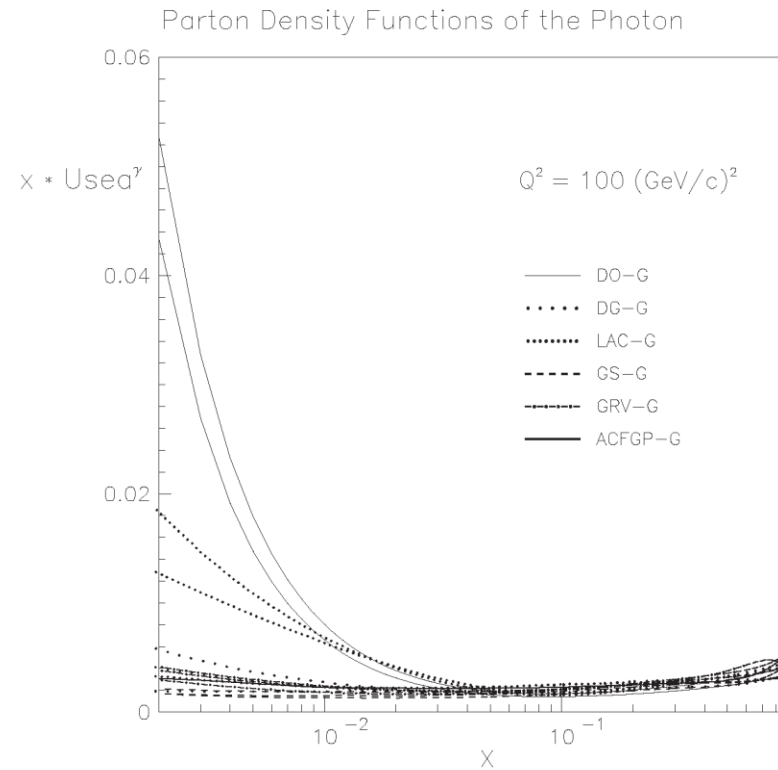 Parton Density Functions of the Photon
0.06
x * Usea^γ
Q² = 100 (GeV/c)²
0.04
DO-G
DG-G
LAC-G
GS-G
GRV-G
ACFGP-G
0.02
0
10⁻²
10⁻¹
X